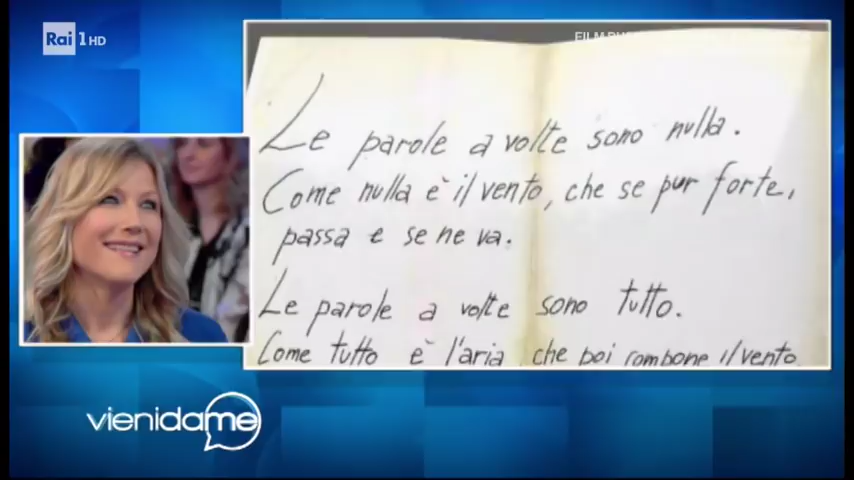 Rai 1 HD
Le parole a volte sono nulla.
Come nulla è il vento, che se pur forte,
passa e se ne va.
Le parole a volte sono tutto.
Come tutto è l'aria che poi compone il vento
vienidame